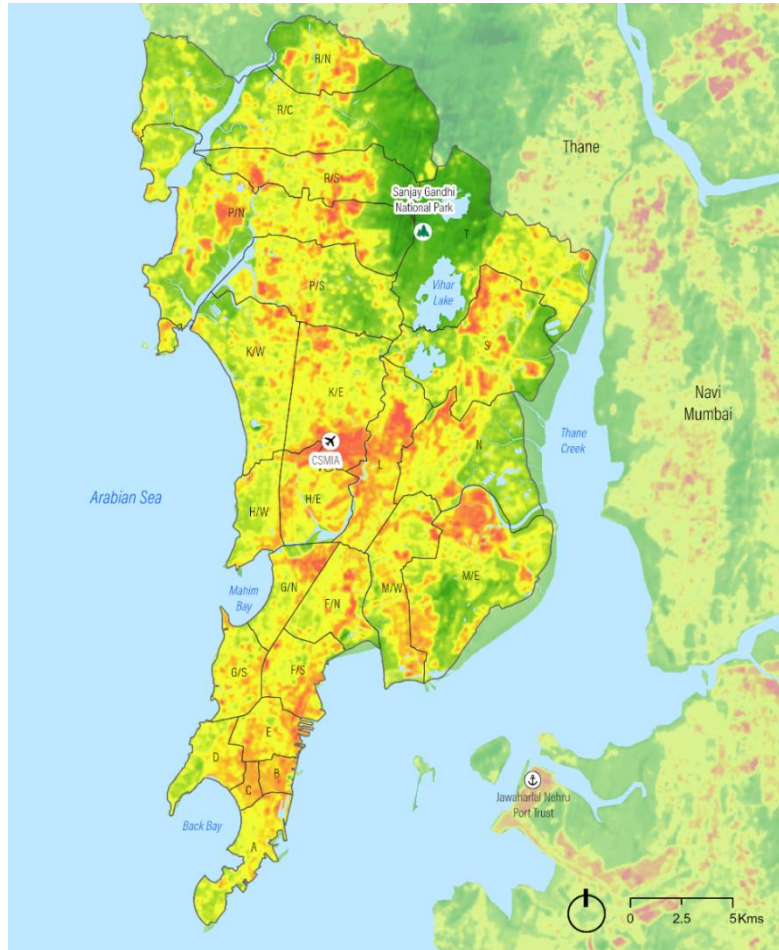 R/N
R/C
Thane
R/S
Sanjay Gandhi
National Park
P/N
T
P/S
Vihar
Lake
K/W
S
K/E
Navi
Mumbai
N
Thane
Creek
CSMIA
L
Arabian Sea
H/W
H/E
M/E
Mahim
Bay
G/N
F/N
M/W
G/S
F/S
E
D
B
C
Jawaharlal Nehru
Port Trust
Back Bay
A
0 2.5 5Kms